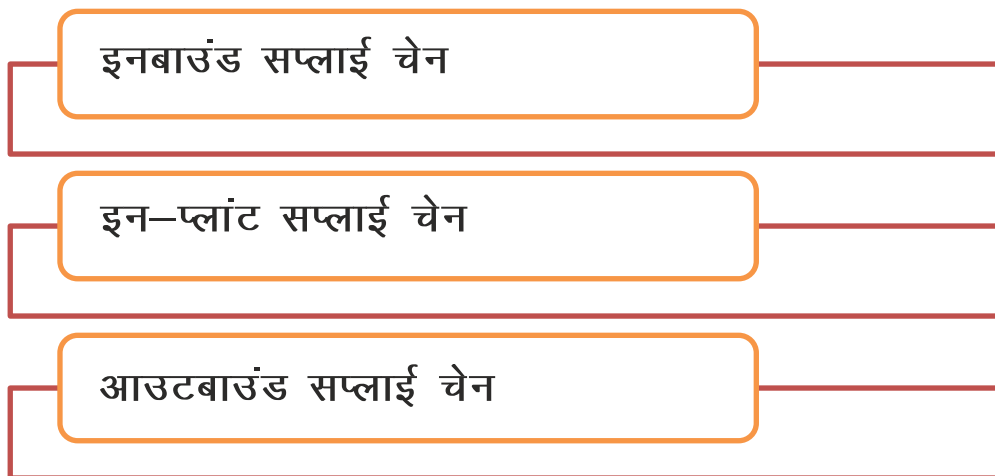 इनबाउंड सप्लाई चेन
इन–प्लांट सप्लाई चेन
आउटबाउंड सप्लाई चेन